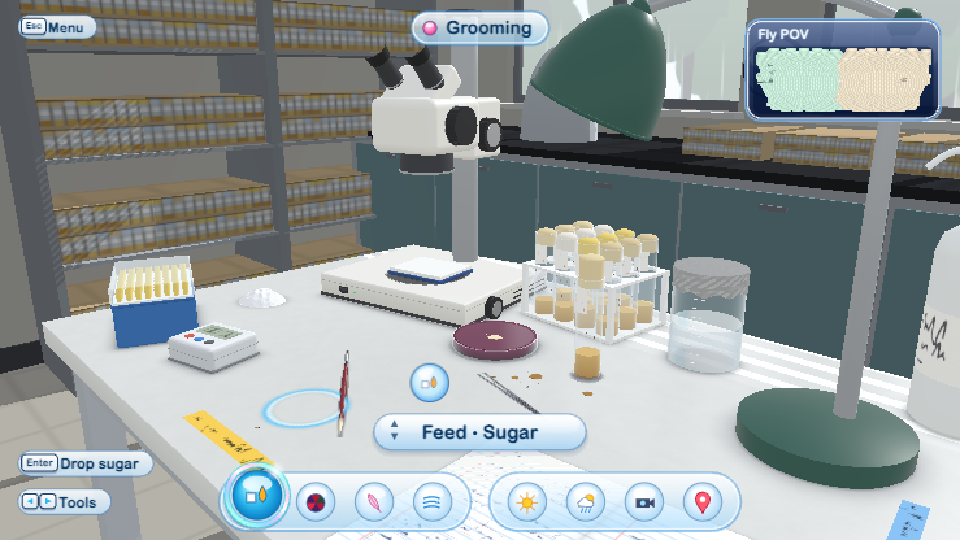 Esc Menu
Grooming
Fly POV
Feed · Sugar
Enter Drop sugar
Tools